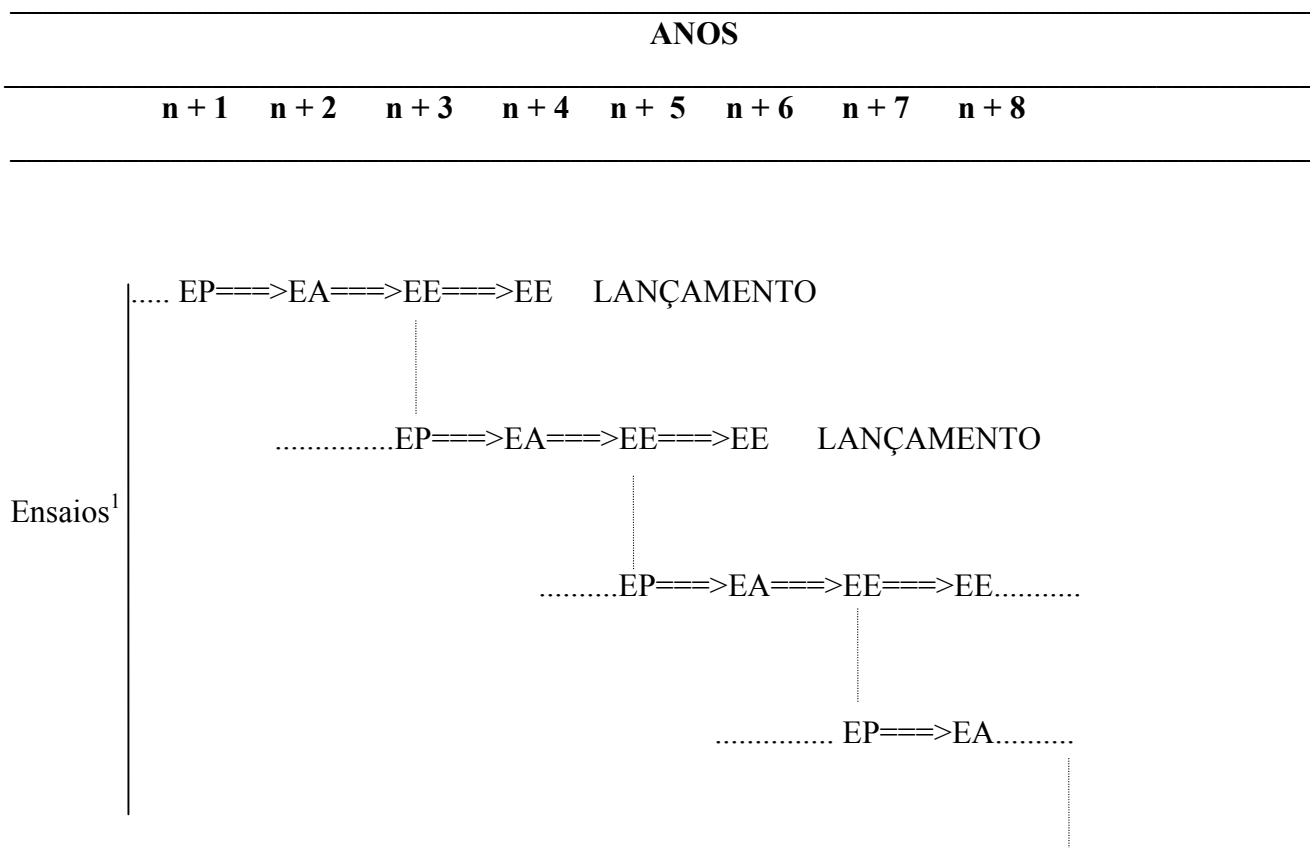 ANOS
n + 1 n + 2 n + 3 n + 4 n + 5 n + 6 n + 7 n + 8
..... EP===>EA===>EE===>EE LANÇAMENTO
...............EP===>EA===>EE===>EE LANÇAMENTO
Ensaios¹
..........EP===>EA===>EE===>EE...........
............... EP===>EA..........